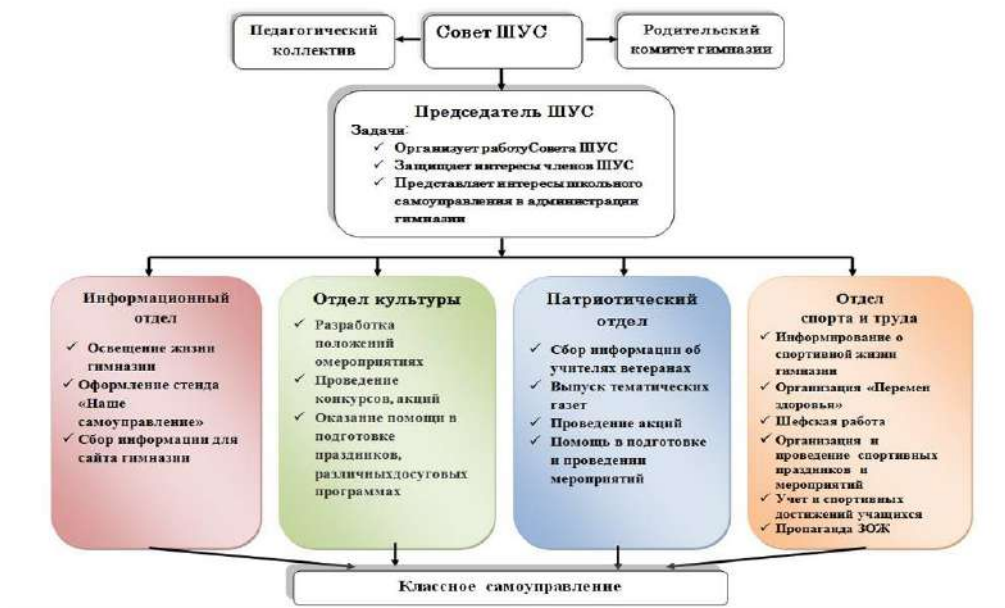 Педагогический
коллектив
Совет ШУС
Родительский
комитет гимназии
Председатель ШУС
Задачи:
✓ Организует работуСовета ШУС
✓ Защищает интересы членов ШУС
✓ Представляет интересы школьного
самоуправления в администрации
гимназии
Информационный
отдел
✓ Освещение жизни
гимназии
✓ Оформление стенда
«Наше
самоуправление»
✓ Сбор информации для
сайта гимназии
Отдел культуры
✓ Разработка
положений
омероприятиях
✓ Проведение
конкурсов, акций
✓ Оказание помощи в
подготовке
праздников,
различныхдосуговых
программах
Патриотический
отдел
✓ Сбор информации об
учителях ветеранах
✓ Выпуск тематических
газет
✓ Проведение акций
✓ Помощь в подготовке
и проведении
мероприятий
Отдел
спорта и труда
✓ Информирование о
спортивной жизни
гимназии
✓ Организация «Перемен
здоровья»
✓ Шефская работа
✓ Организация и
проведение спортивных
праздников и
мероприятий
✓ Учет и спортивных
достижений учащихся
✓ Пропаганда ЗОЖ
Классное самоуправление